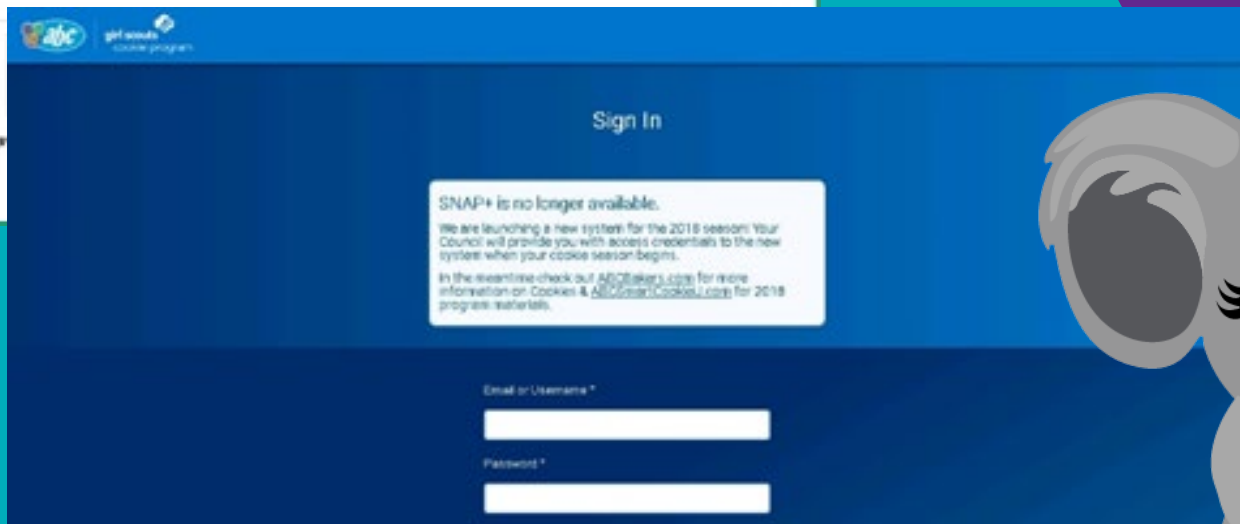 abc
girl scouts
cookie program
Sign In
SNAP+ is no longer available.
We are launching a new system for the 2018 season! Your
Council will provide you with access credentials to the new
system when your cookie season begins.
In the meantime check out ABCBakers.com for more
information on Cookies & ABCSmartCookieU.com for 2018
program materials.
Email or Username *
Password *